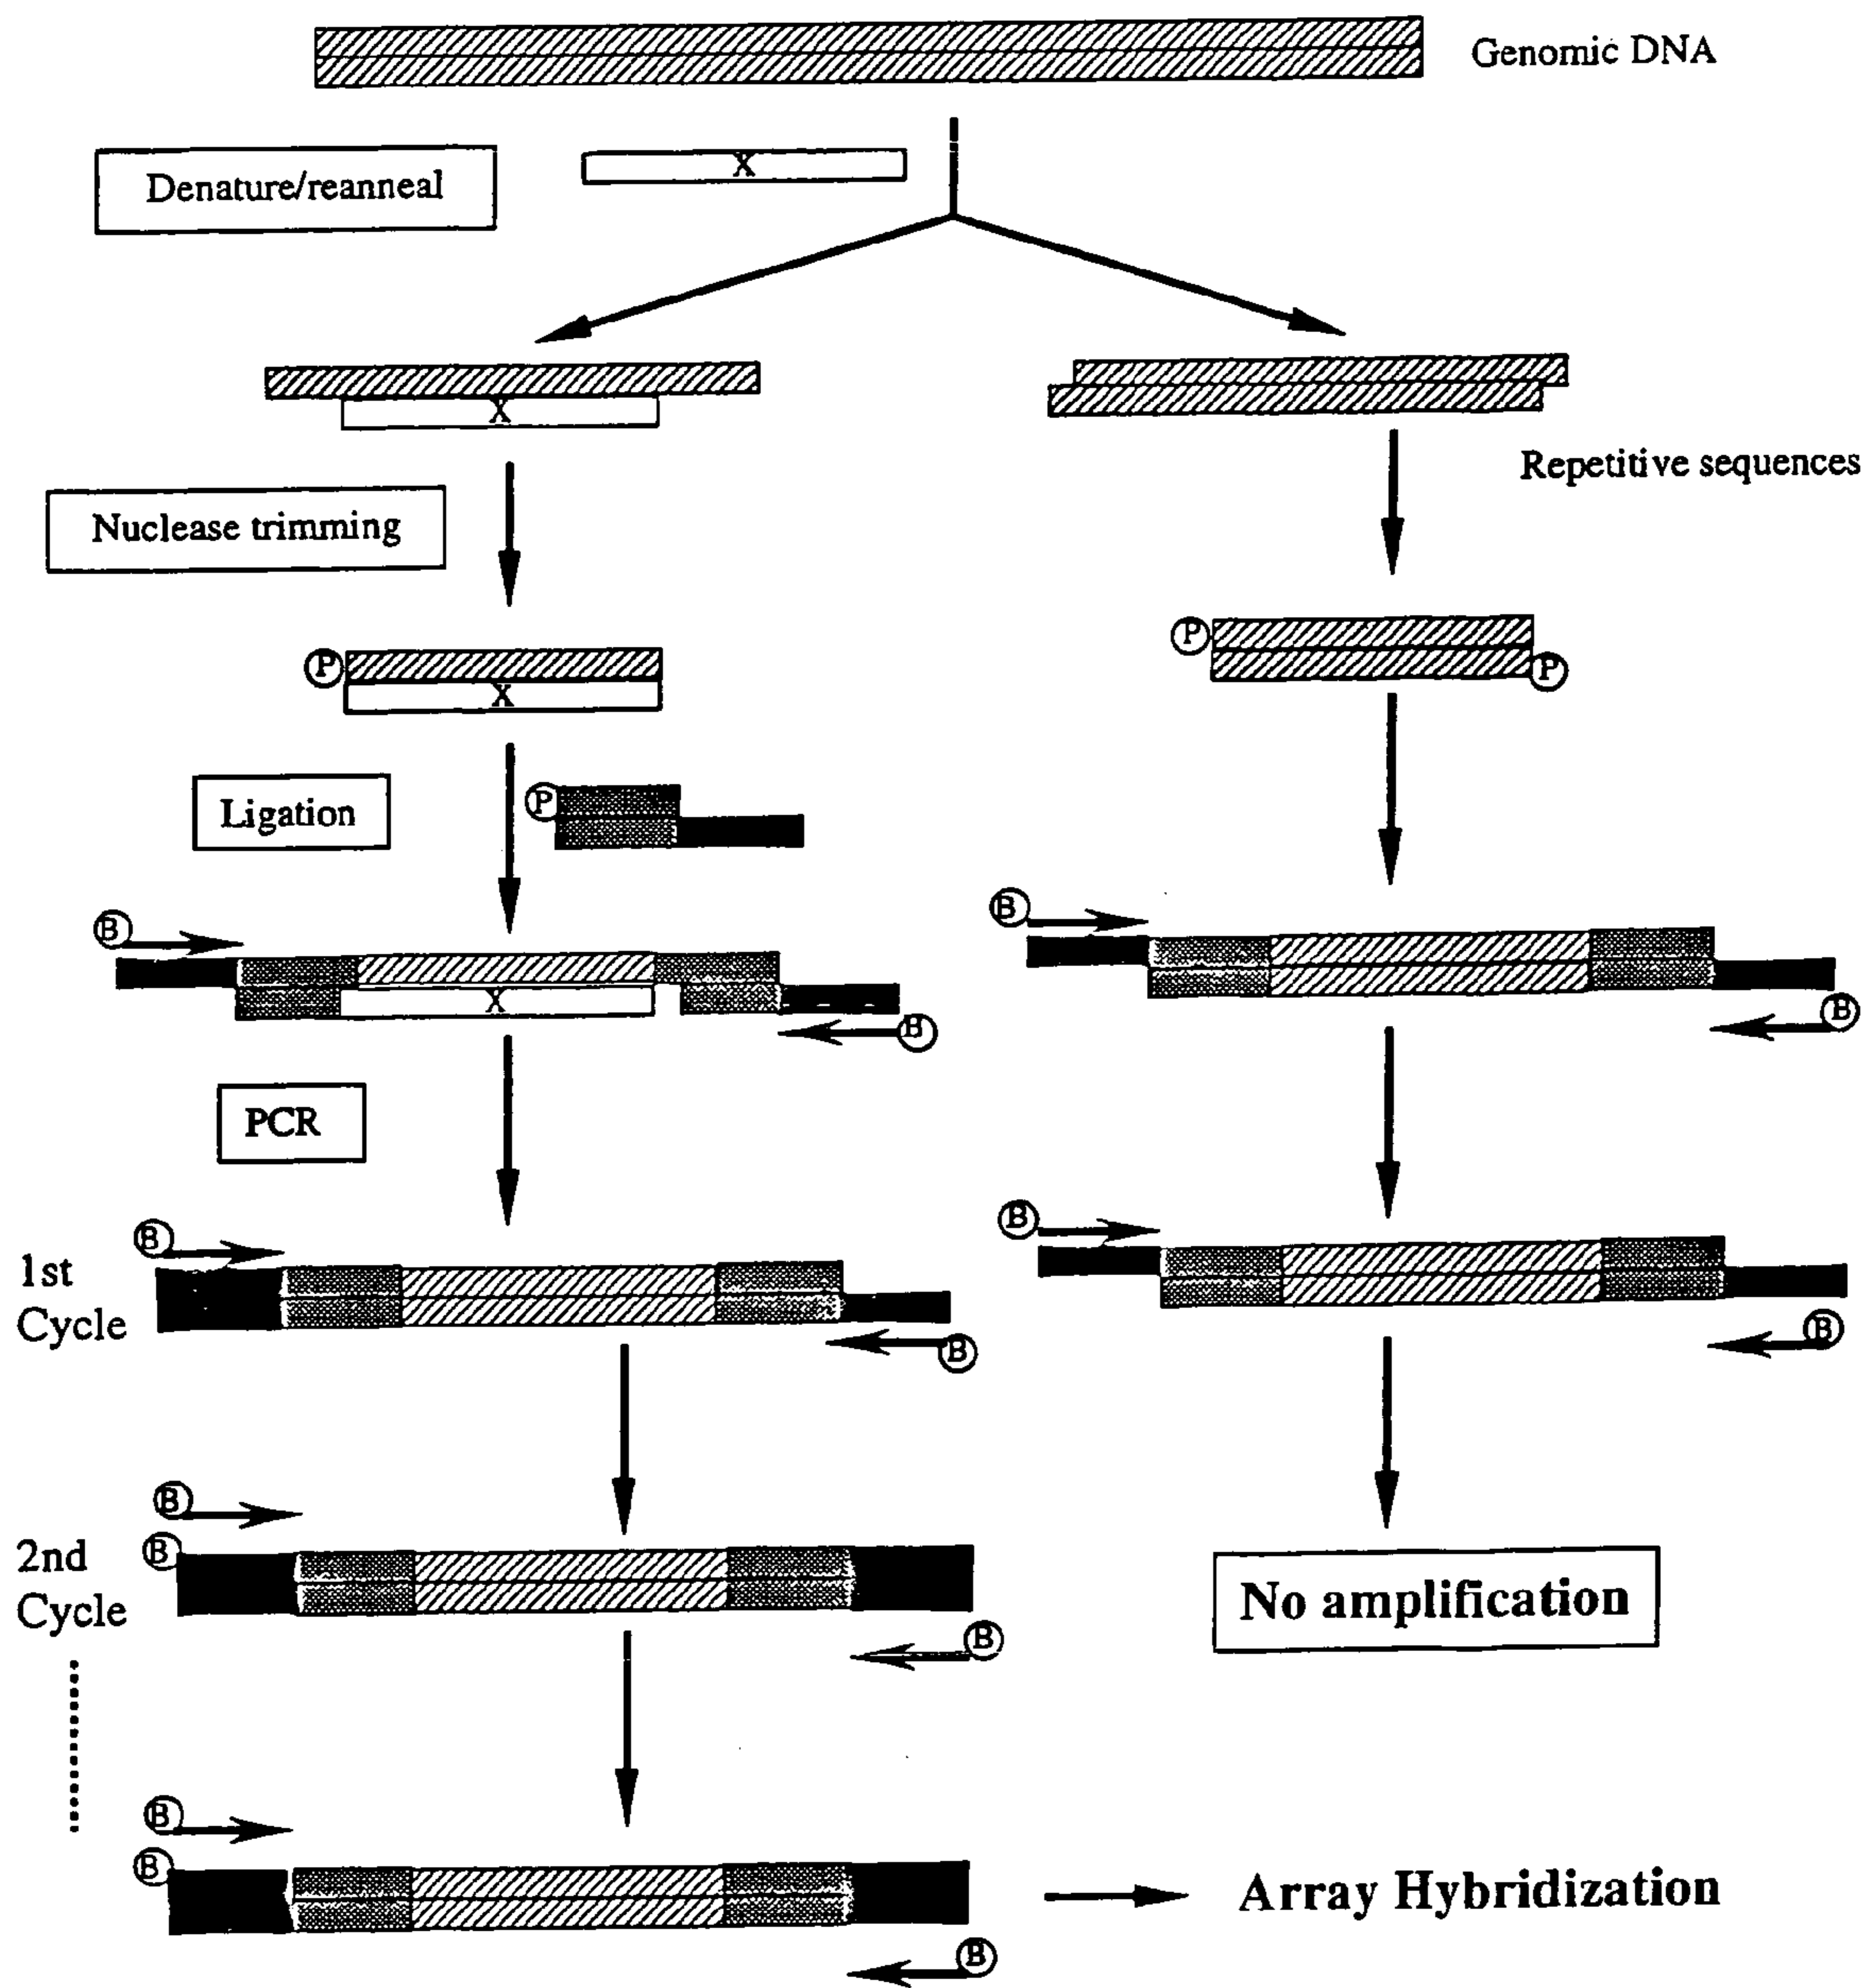 Genomic DNA
Denature/reanneal
X
X
Repetitive sequences
Nuclease trimming
P
X
P
P
Ligation
P
B
B
X
B
B
PCR
B
B
1st
Cycle
B
B
B
2nd
Cycle
B
B
No amplification
B
B
B
Array Hybridization
B